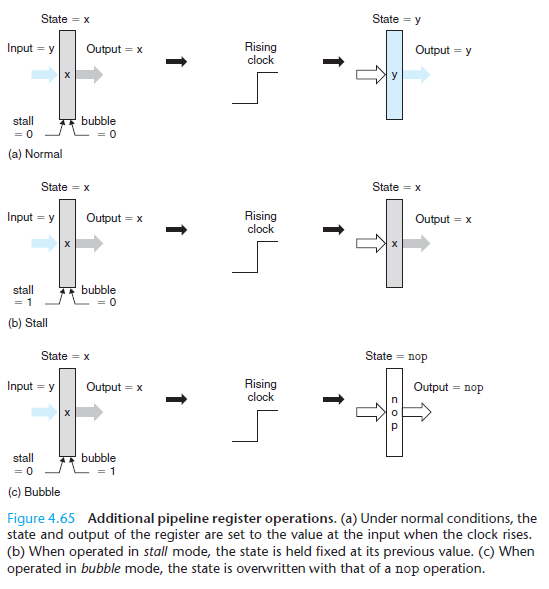 State = x
State = y
Input = y
Output = x
Rising
clock
Output = y
x
y
stall
= 0
bubble
= 0
(a) Normal
State = x
State = x
Input = y
Output = x
Rising
clock
Output = x
x
x
stall
= 1
bubble
= 0
(b) Stall
State = x
State = nop
Input = y
Output = x
Rising
clock
Output = nop
x
n
o
p
stall
= 0
bubble
= 1
(c) Bubble
Figure 4.65 Additional pipeline register operations. (a) Under normal conditions, the
state and output of the register are set to the value at the input when the clock rises.
(b) When operated in stall mode, the state is held fixed at its previous value. (c) When
operated in bubble mode, the state is overwritten with that of a nop operation.